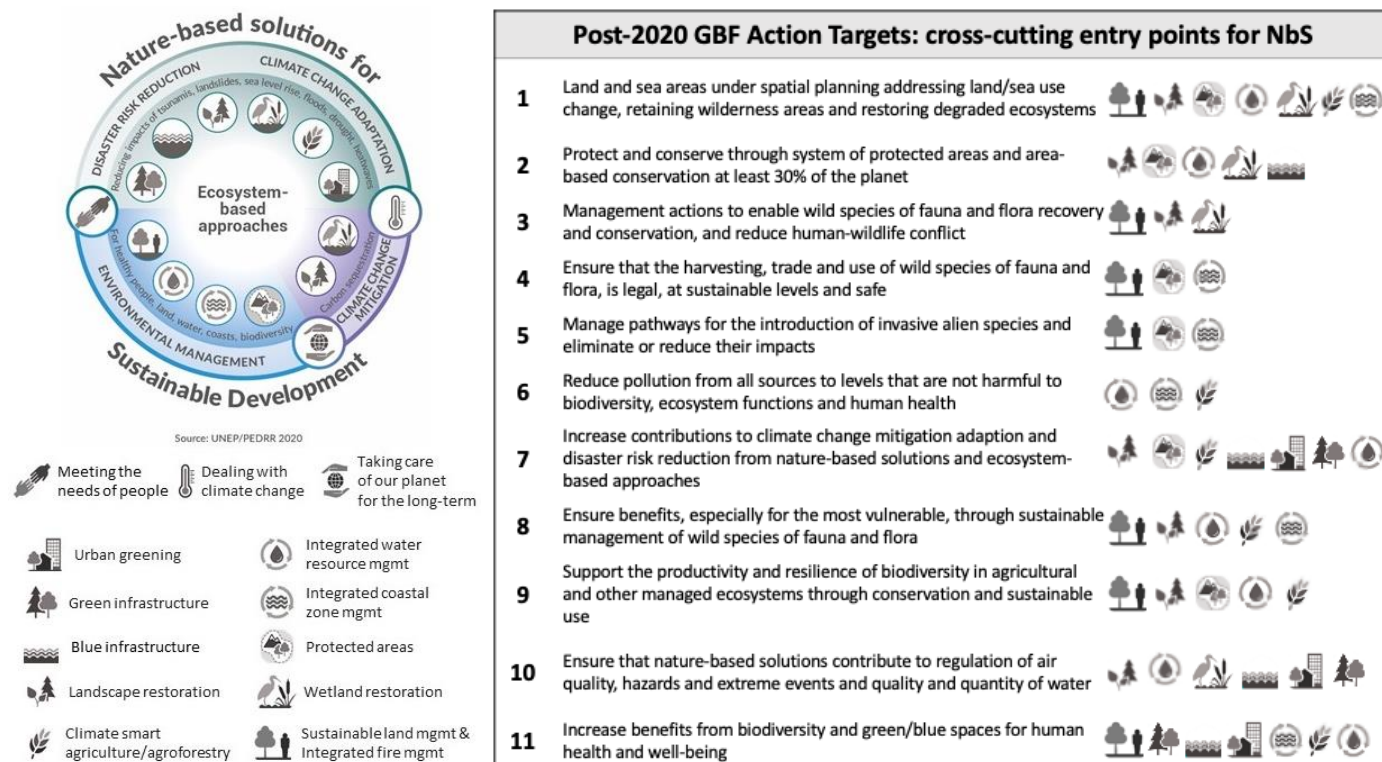 Nature-based solutions for
DISASTER RISK REDUCTION
CLIMATE CHANGE ADAPTATION
Reducing impacts of tsunamis, landslides, sea level rise, floods, drought, heatwaves
Ecosystem-
based
approaches
For healthy people, land, water, coasts, biodiversity
Carbon sequestration
CLIMATE CHANGE
MITIGATION
ENVIRONMENTAL MANAGEMENT
Sustainable Development
Source: UNEP/PEDRR 2020
Meeting the
needs of people
Dealing with
climate change
Taking care
of our planet
for the long-term
Urban greening
Integrated water
resource mgmt
Green infrastructure
Integrated coastal
zone mgmt
Blue infrastructure
Protected areas
Landscape restoration
Wetland restoration
Climate smart
agriculture/agroforestry
Sustainable land mgmt &
Integrated fire mgmt
Post-2020 GBF Action Targets: cross-cutting entry points for NbS
1
Land and sea areas under spatial planning addressing land/sea use
change, retaining wilderness areas and restoring degraded ecosystems
2
Protect and conserve through system of protected areas and area-
based conservation at least 30% of the planet
3
Management actions to enable wild species of fauna and flora recovery
and conservation, and reduce human-wildlife conflict
4
Ensure that the harvesting, trade and use of wild species of fauna and
flora, is legal, at sustainable levels and safe
5
Manage pathways for the introduction of invasive alien species and
eliminate or reduce their impacts
6
Reduce pollution from all sources to levels that are not harmful to
biodiversity, ecosystem functions and human health
7
Increase contributions to climate change mitigation adaption and
disaster risk reduction from nature-based solutions and ecosystem-
based approaches
8
Ensure benefits, especially for the most vulnerable, through sustainable
management of wild species of fauna and flora
9
Support the productivity and resilience of biodiversity in agricultural
and other managed ecosystems through conservation and sustainable
use
10
Ensure that nature-based solutions contribute to regulation of air
quality, hazards and extreme events and quality and quantity of water
11
Increase benefits from biodiversity and green/blue spaces for human
health and well-being